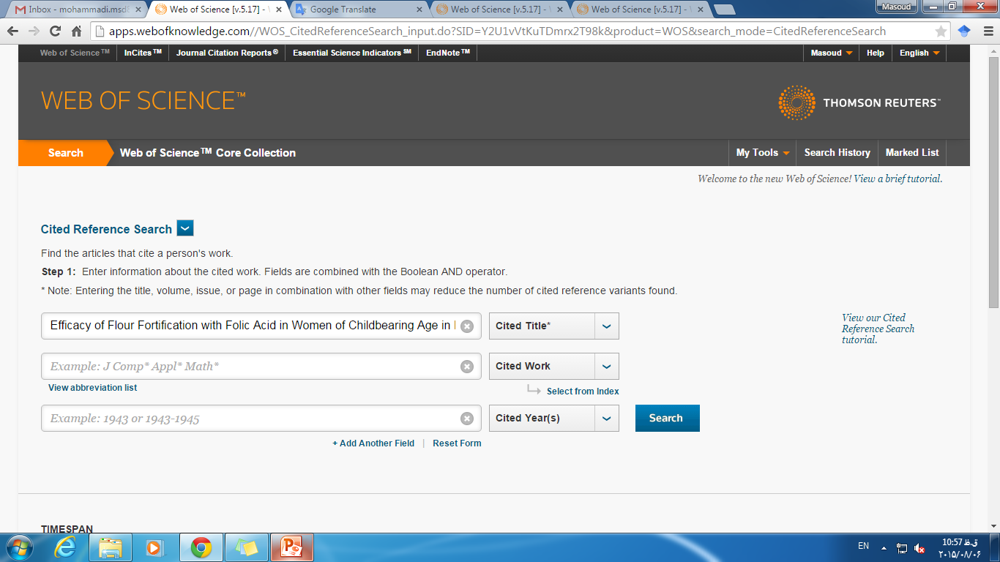 Inbox - mohammadi.msd8
Web of Science [v.5.17] - V
Google Translate
Web of Science [v.5.17] - V
Web of Science [v.5.17] - V
Masoud
apps.webofknowledge.com//WOS_CitedReferenceSearch_input.do?SID=Y2U1vVtKuTDmrx2T98k&product=WOS&search_mode=CitedReferenceSearch
Web of Science™ InCites™ Journal Citation Reports® Essential Science Indicators℠ EndNote™ Masoud Help English
WEB OF SCIENCE™
THOMSON REUTERS™
Search Web of Science™ Core Collection My Tools Search History Marked List
Welcome to the new Web of Science! View a brief tutorial.
Cited Reference Search
Find the articles that cite a person's work.
Step 1: Enter information about the cited work. Fields are combined with the Boolean AND operator.
* Note: Entering the title, volume, issue, or page in combination with other fields may reduce the number of cited reference variants found.
Efficacy of Flour Fortification with Folic Acid in Women of Childbearing Age in Cited Title*
View our Cited
Reference Search
tutorial.
Example: J Comp* Appl* Math* Cited Work
View abbreviation list Select from Index
Example: 1943 or 1943-1945 Cited Year(s) Search
+ Add Another Field | Reset Form
TIMESPAN
EN
10:57 ق.ظ
۲۰۱۵/۰۸/۰۶